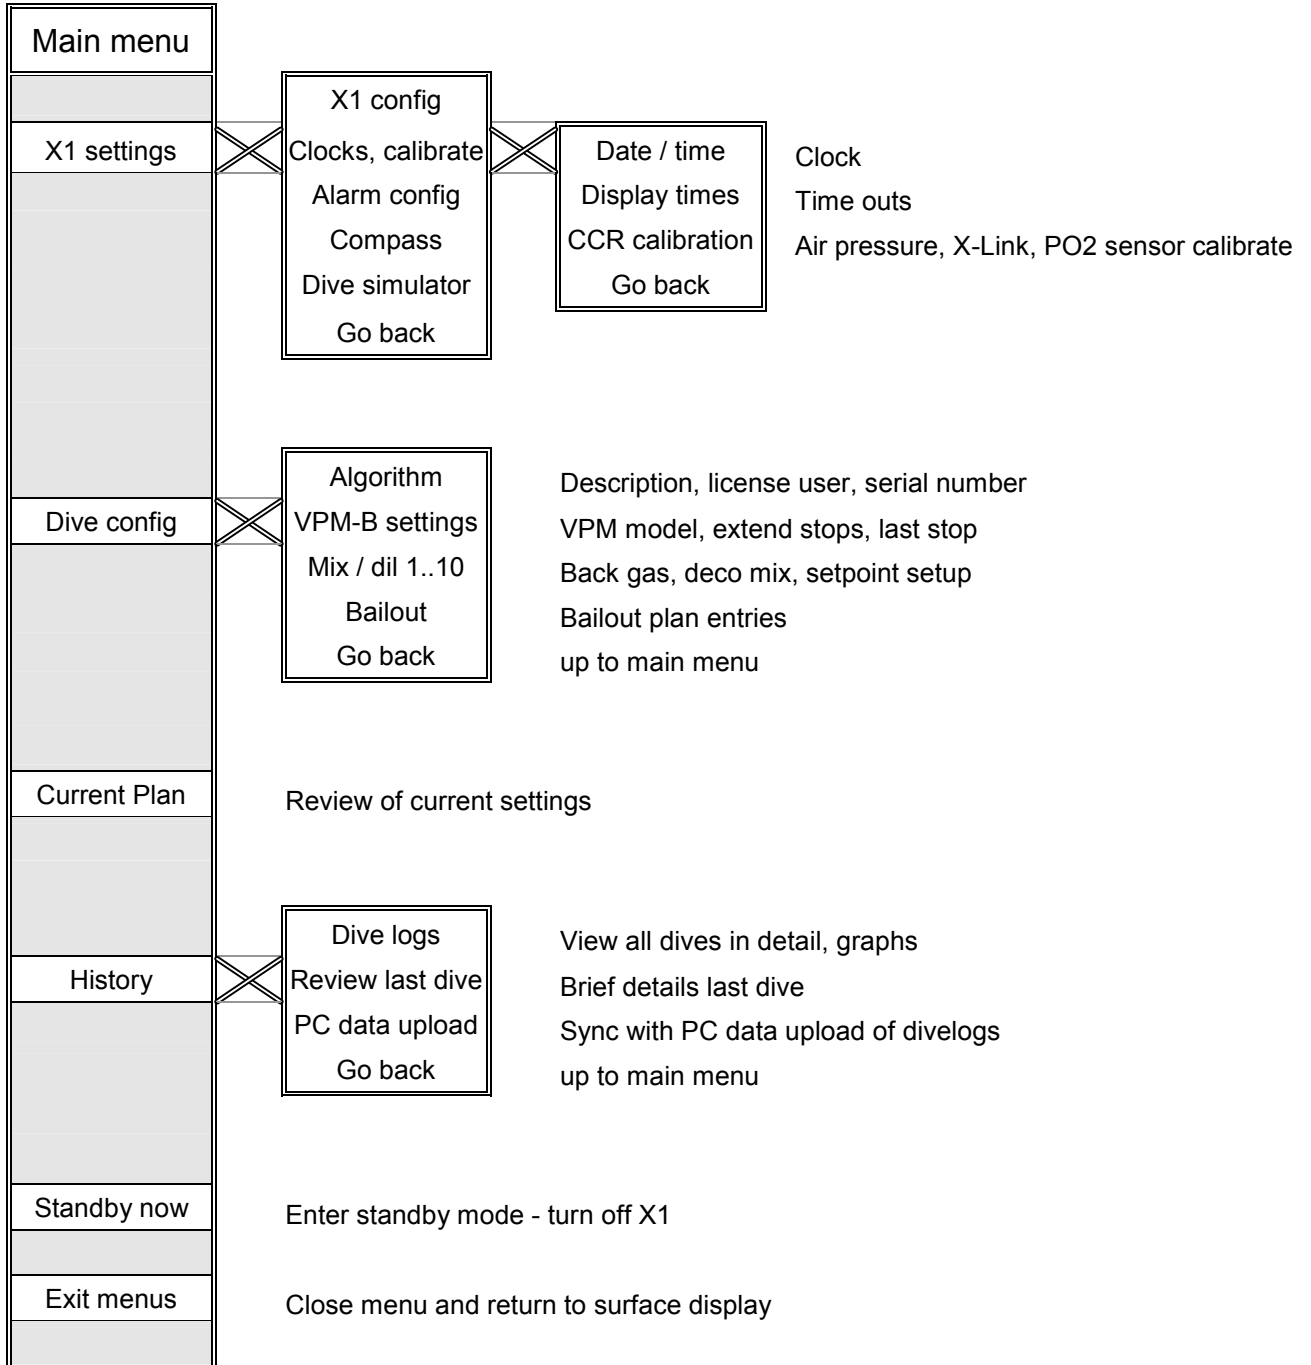 Main menu
X1 settings
X1 config
Clocks, calibrate
Alarm config
Compass
Dive simulator
Go back
Date / time
Display times
CCR calibration
Go back
Clock
Time outs
Air pressure, X-Link, PO2 sensor calibrate
Dive config
Algorithm
VPM-B settings
Mix / dil 1..10
Bailout
Go back
Description, license user, serial number
VPM model, extend stops, last stop
Back gas, deco mix, setpoint setup
Bailout plan entries
up to main menu
Current Plan
Review of current settings
History
Dive logs
Review last dive
PC data upload
Go back
View all dives in detail, graphs
Brief details last dive
Sync with PC data upload of divelogs
up to main menu
Standby now
Enter standby mode - turn off X1
Exit menus
Close menu and return to surface display